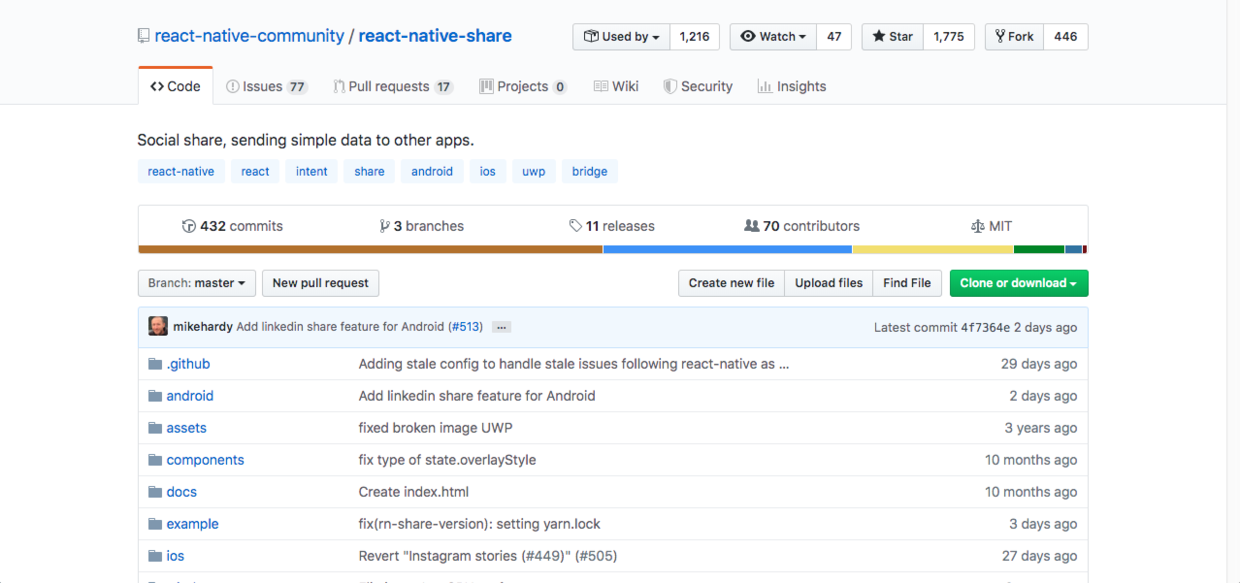 react-native-community / react-native-share Used by 1,216 Watch 47 Star 1,775 Fork 446
Code Issues 77 Pull requests 17 Projects 0 Wiki Security Insights
Social share, sending simple data to other apps.
react-native react intent share android ios uwp bridge
432 commits 3 branches 11 releases 70 contributors MIT
Branch: master New pull request Create new file Upload files Find File Clone or download
mikehardy Add linkedin share feature for Android (#513) ... Latest commit 4f7364e 2 days ago
.github Adding stale config to handle stale issues following react-native as ... 29 days ago
android Add linkedin share feature for Android 2 days ago
assets fixed broken image UWP 3 years ago
components fix type of state.overlayStyle 10 months ago
docs Create index.html 10 months ago
example fix(rn-share-version): setting yarn.lock 3 days ago
ios Revert "Instagram stories (#449)" (#505) 27 days ago